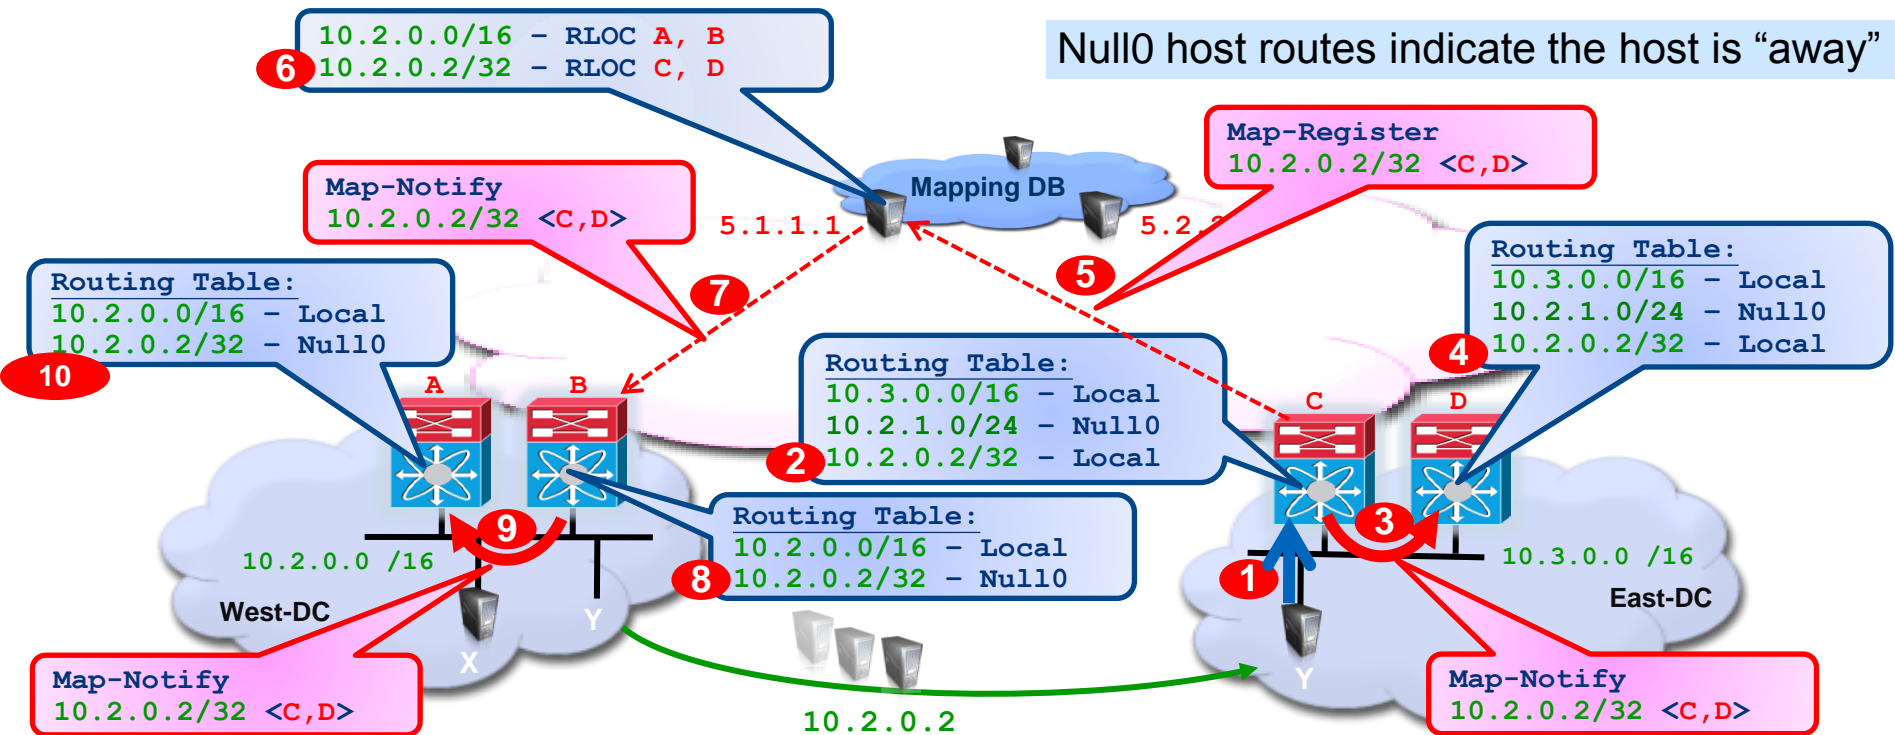 10.2.0.0/16 – RLOC A, B
10.2.0.2/32 – RLOC C, D
6
Null0 host routes indicate the host is “away”
Map-Register
10.2.0.2/32 <C,D>
Mapping DB
Map-Notify
10.2.0.2/32 <C,D>
5.1.1.1
5.2.
Routing Table:
10.3.0.0/16 – Local
10.2.1.0/24 – Null0
10.2.0.2/32 – Local
4
5
7
Routing Table:
10.2.0.0/16 – Local
10.2.0.2/32 – Null0
10
A
B
Routing Table:
10.3.0.0/16 – Local
10.2.1.0/24 – Null0
10.2.0.2/32 – Local
2
C
D
9
3
Routing Table:
10.2.0.0/16 – Local
10.2.0.2/32 – Null0
8
10.2.0.0 /16
10.3.0.0 /16
1
West-DC
East-DC
Y
X
Y
Map-Notify
10.2.0.2/32 <C,D>
Map-Notify
10.2.0.2/32 <C,D>
10.2.0.2